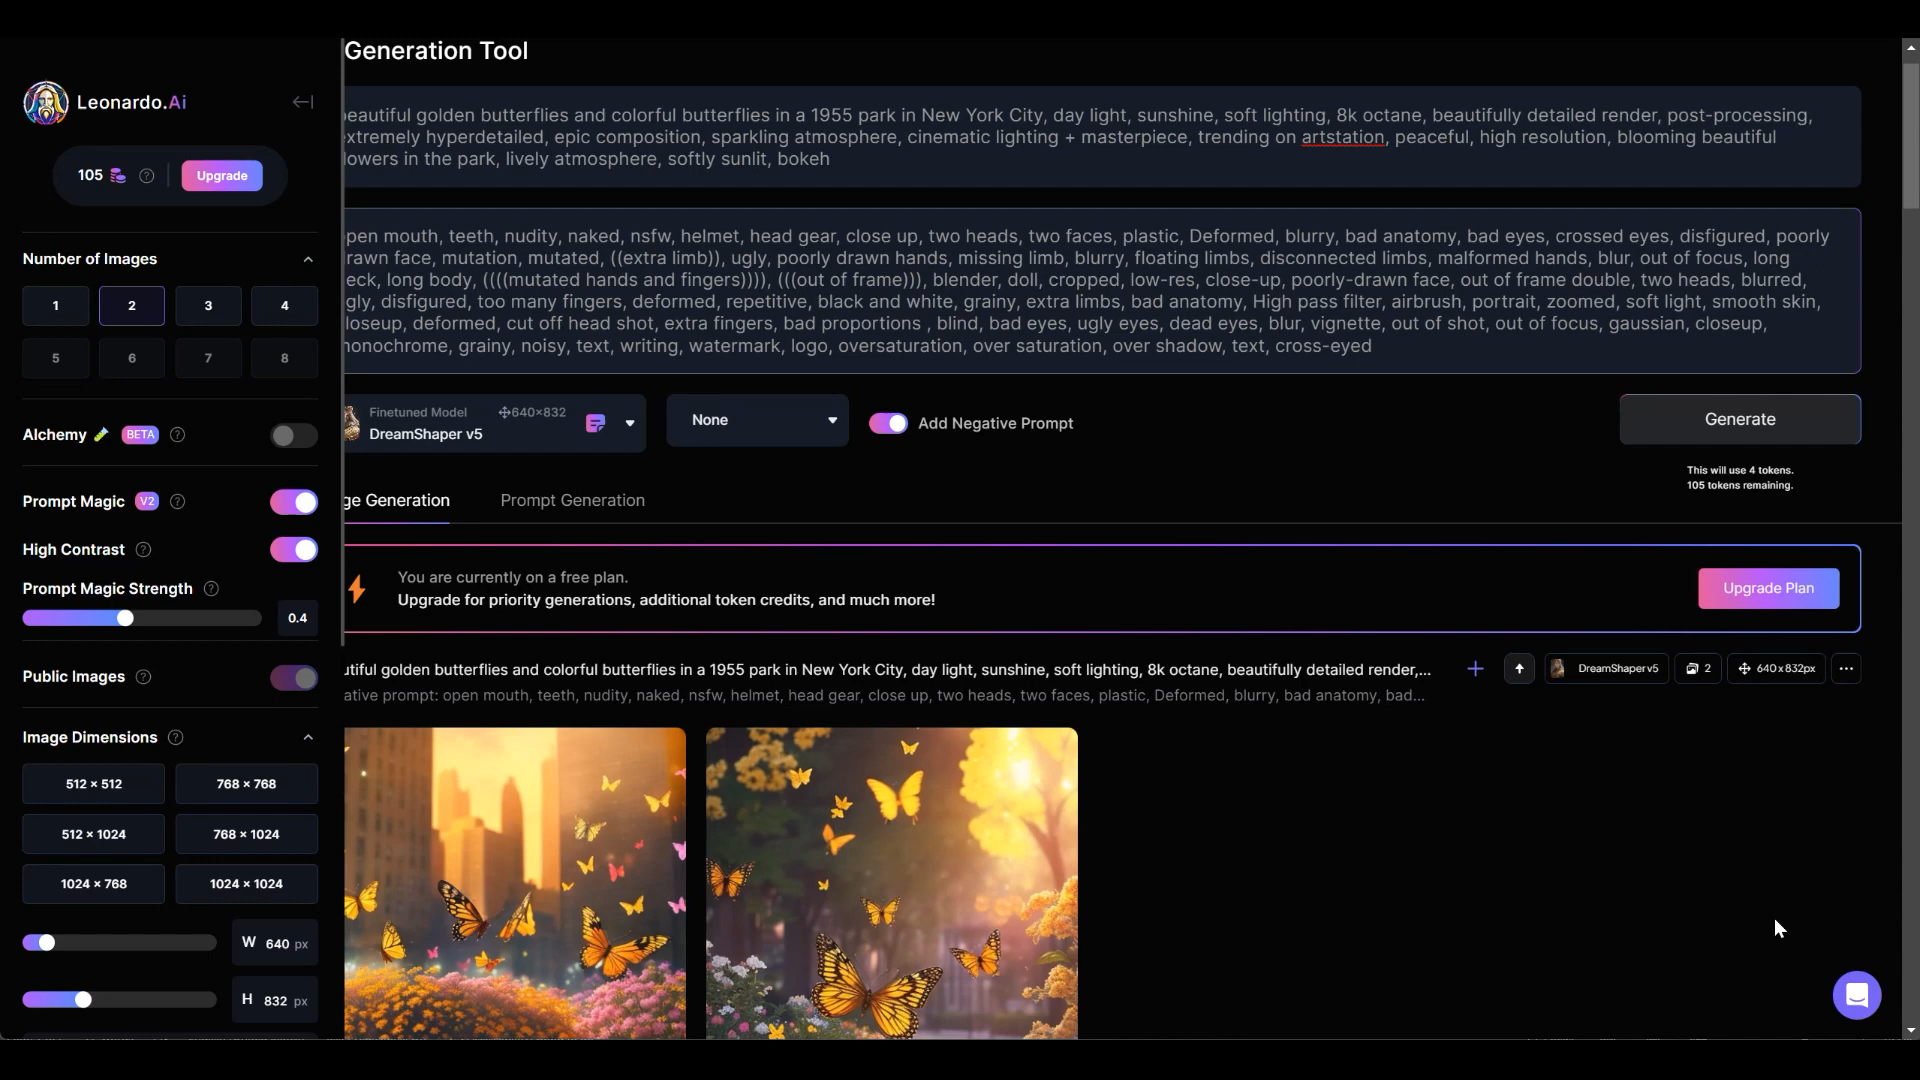 Generation Tool
Leonardo.Ai
105
Upgrade
eautiful golden butterflies and colorful butterflies in a 1955 park in New York City, day light, sunshine, soft lighting, 8k octane, beautifully detailed render, post-processing,
extremely hyperdetailed, epic composition, sparkling atmosphere, cinematic lighting + masterpiece, trending on artstation, peaceful, high resolution, blooming beautiful
lowers in the park, lively atmosphere, softly sunlit, bokeh
pen mouth, teeth, nudity, naked, nsfw, helmet, head gear, close up, two heads, two faces, plastic, Deformed, blurry, bad anatomy, bad eyes, crossed eyes, disfigured, poorly
rawn face, mutation, mutated, ((extra limb)), ugly, poorly drawn hands, missing limb, blurry, floating limbs, disconnected limbs, malformed hands, blur, out of focus, long
eck, long body, ((((mutated hands and fingers)))), (((out of frame))), blender, doll, cropped, low-res, close-up, poorly-drawn face, out of frame double, two heads, blurred,
gly, disfigured, too many fingers, deformed, repetitive, black and white, grainy, extra limbs, bad anatomy, High pass filter, airbrush, portrait, zoomed, soft light, smooth skin,
loseup, deformed, cut off head shot, extra fingers, bad proportions , blind, bad eyes, ugly eyes, dead eyes, blur, vignette, out of shot, out of focus, gaussian, closeup,
onochrome, grainy, noisy, text, writing, watermark, logo, oversaturation, over saturation, over shadow, text, cross-eyed
Number of Images
1 2 3 4
5 6 7 8
Alchemy BETA ?
Prompt Magic V2 ?
High Contrast ?
Prompt Magic Strength ?
0.4
Public Images ?
Image Dimensions ?
512 × 512 768 × 768
512 × 1024 768 × 1024
1024 × 768 1024 × 1024
W 640 px
H 832 px
Finetuned Model 640×832
DreamShaper v5
None
Add Negative Prompt
Generate
This will use 4 tokens.
105 tokens remaining.
ge Generation
Prompt Generation
You are currently on a free plan.
Upgrade for priority generations, additional token credits, and much more!
Upgrade Plan
utiful golden butterflies and colorful butterflies in a 1955 park in New York City, day light, sunshine, soft lighting, 8k octane, beautifully detailed render,...
DreamShaper v5 2 640 x 832px ...
ative prompt: open mouth, teeth, nudity, naked, nsfw, helmet, head gear, close up, two heads, two faces, plastic, Deformed, blurry, bad anatomy, bad...